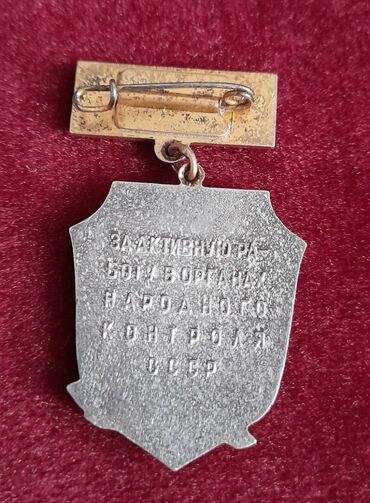 ЗА АКТИВНУЮ РА-
БОТУ В ОРГАНАХ
НАРОДНОГО
КОНТРОЛЯ
СССР